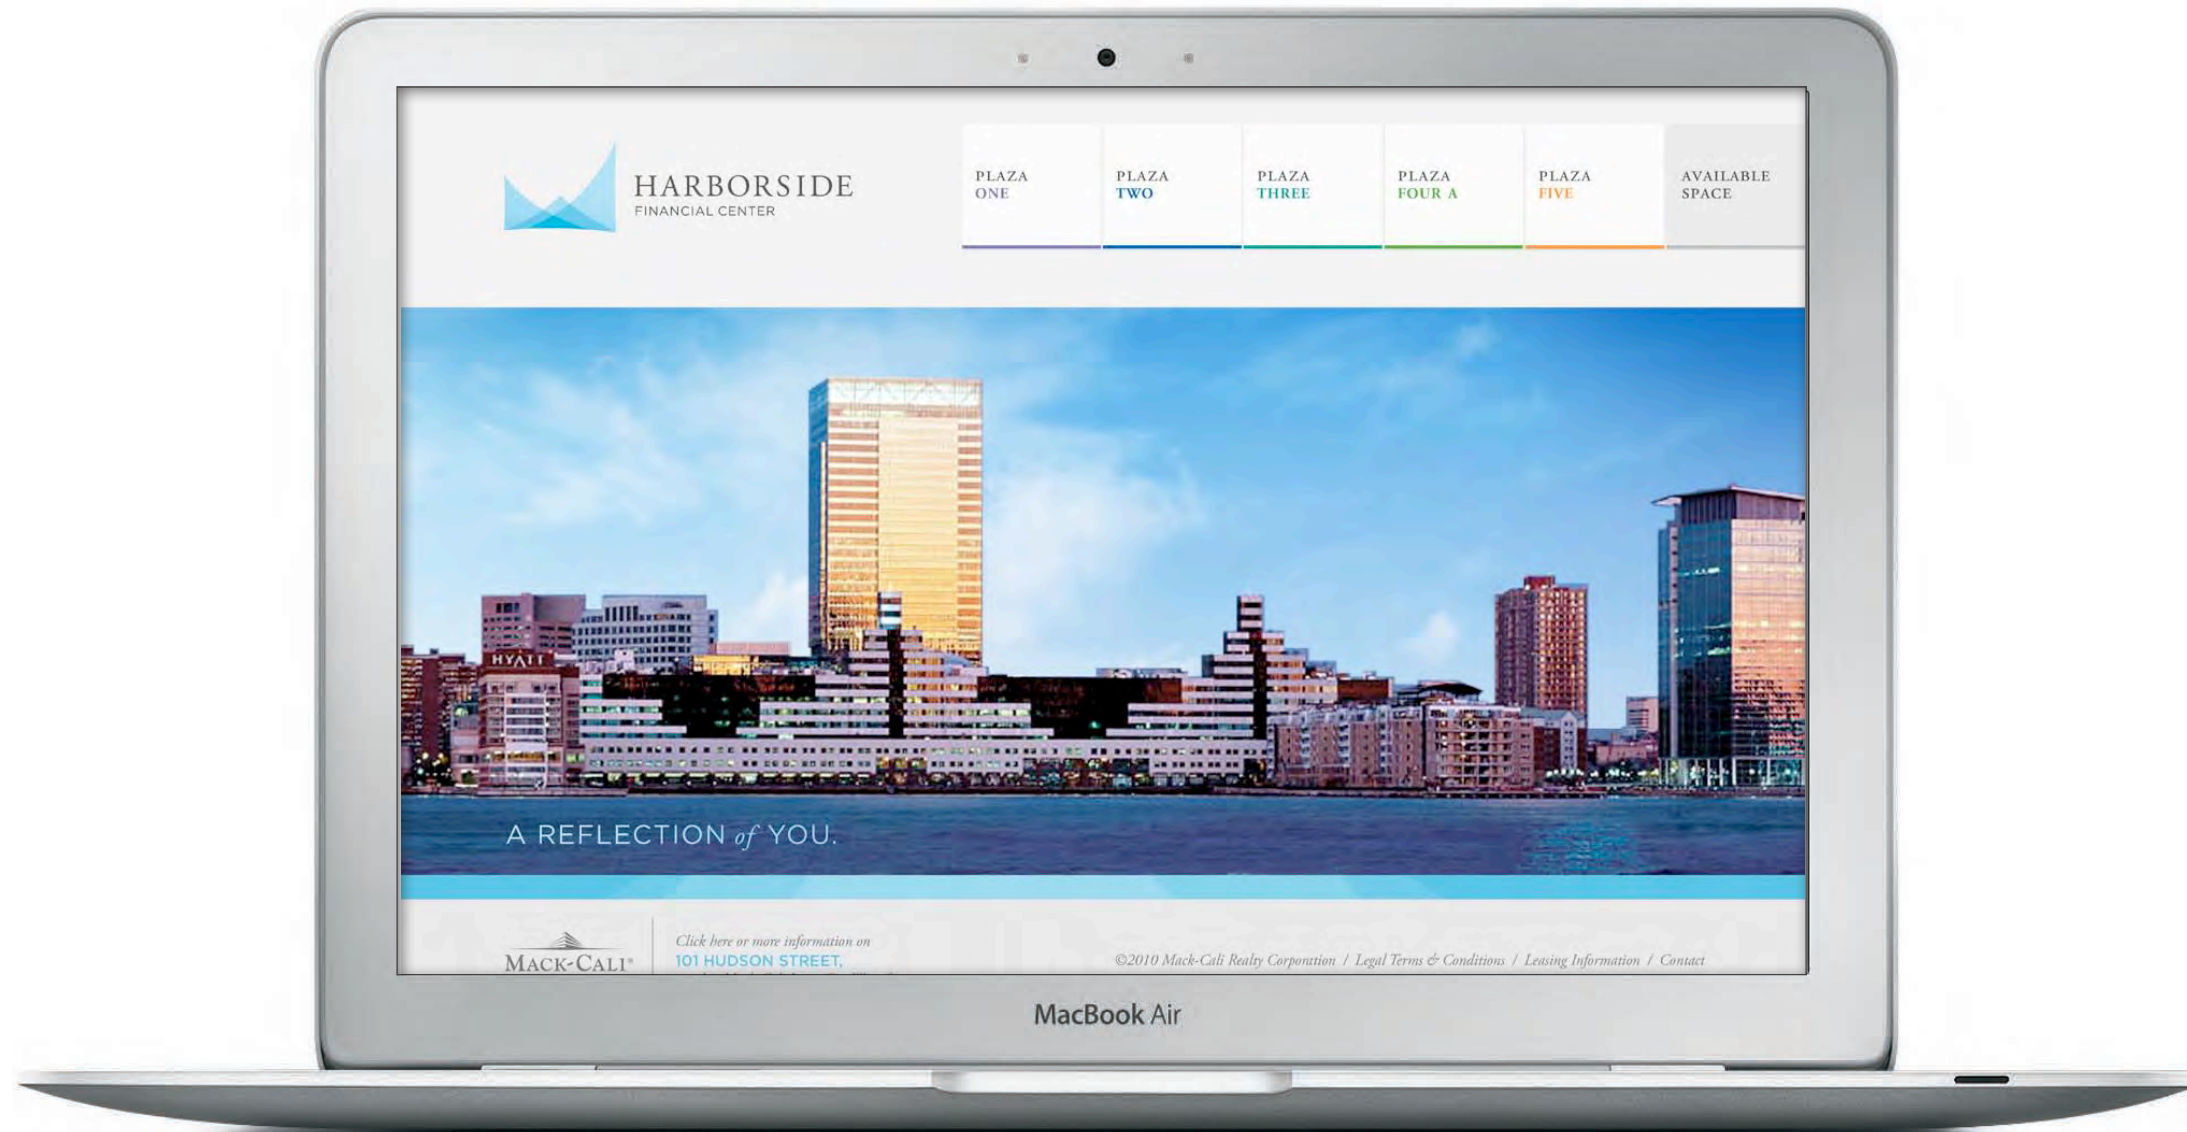 HARBORSIDE
FINANCIAL CENTER
PLAZA
ONE
PLAZA
TWO
PLAZA
THREE
PLAZA
FOUR A
PLAZA
FIVE
AVAILABLE
SPACE
HYATT
A REFLECTION of YOU.
MACK-CALI®
Click here or more information on
101 HUDSON STREET,
©2010 Mack-Cali Realty Corporation / Legal Terms & Conditions / Leasing Information / Contact
MacBook Air